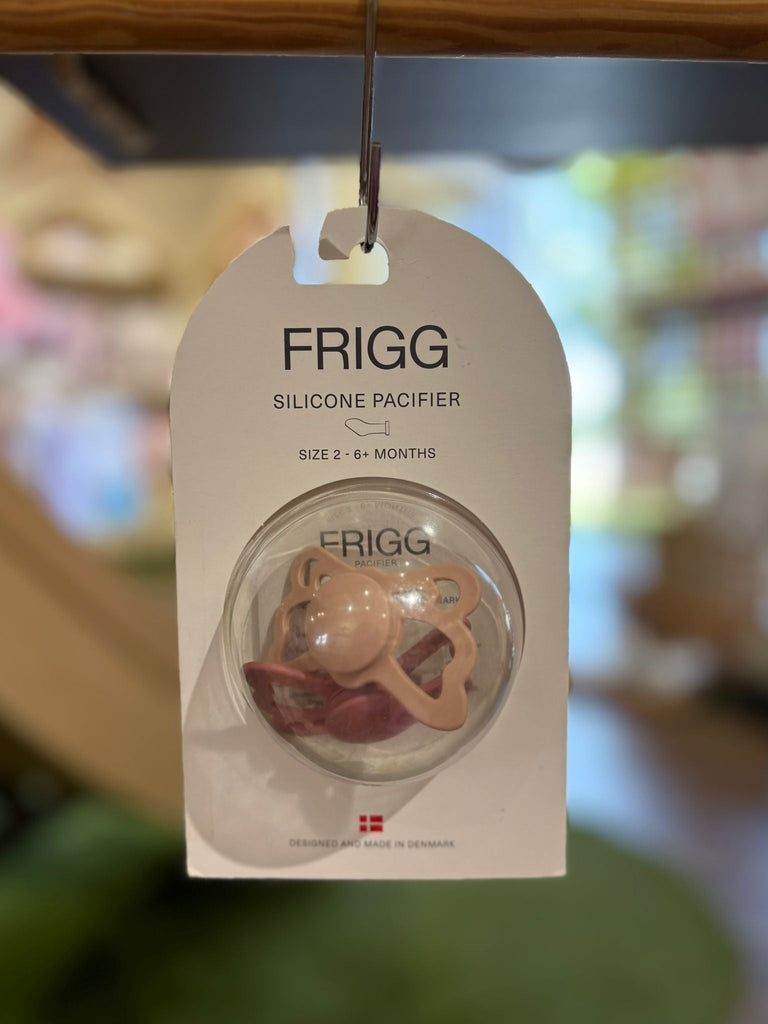 FRIGG
SILICONE PACIFIER
SIZE 2 - 6+ MONTHS
FRIGG
PACIFIER
DESIGNED AND MADE IN DENMARK